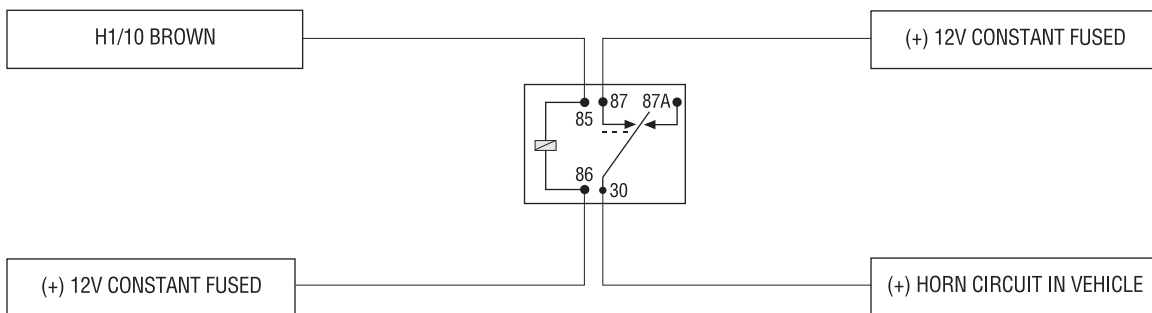 H1/10 BROWN
(+) 12V CONSTANT FUSED
87 87A
85
86
30
(+) 12V CONSTANT FUSED
(+) HORN CIRCUIT IN VEHICLE